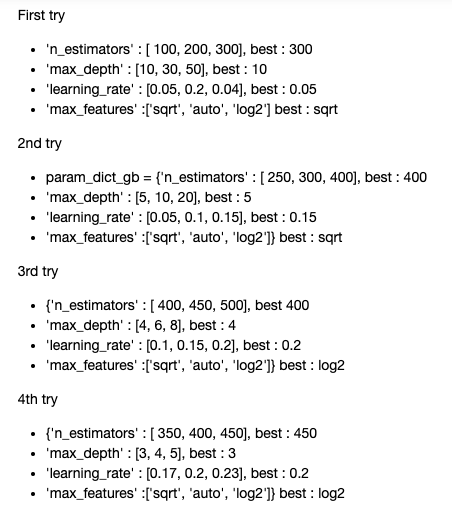 First try
• 'n_estimators' : [ 100, 200, 300], best : 300
• 'max_depth' : [10, 30, 50], best : 10
• 'learning_rate' : [0.05, 0.2, 0.04], best : 0.05
• 'max_features' :['sqrt', 'auto', 'log2'] best : sqrt
2nd try
• param_dict_gb = {'n_estimators' : [ 250, 300, 400], best : 400
• 'max_depth' : [5, 10, 20], best : 5
• 'learning_rate' : [0.05, 0.1, 0.15], best : 0.15
• 'max_features' :['sqrt', 'auto', 'log2']} best : sqrt
3rd try
• {'n_estimators' : [ 400, 450, 500], best 400
• 'max_depth' : [4, 6, 8], best : 4
• 'learning_rate' : [0.1, 0.15, 0.2], best : 0.2
• 'max_features' :['sqrt', 'auto', 'log2']} best : log2
4th try
• {'n_estimators' : [ 350, 400, 450], best : 450
• 'max_depth' : [3, 4, 5], best : 3
• 'learning_rate' : [0.17, 0.2, 0.23], best : 0.2
• 'max_features' :['sqrt', 'auto', 'log2']} best : log2